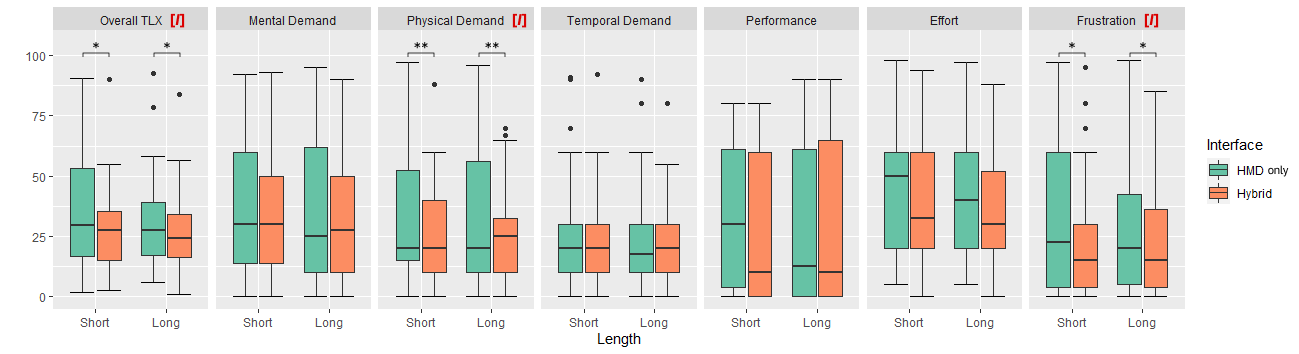 Overall TLX [/]
Mental Demand
Physical Demand [/]
Temporal Demand
Performance
Effort
Frustration [/]
* *
** **
* *
100
75
50
25
0
Short Long
Short Long
Short Long
Short Long
Short Long
Short Long
Short Long
Length
Interface
HMD only
Hybrid